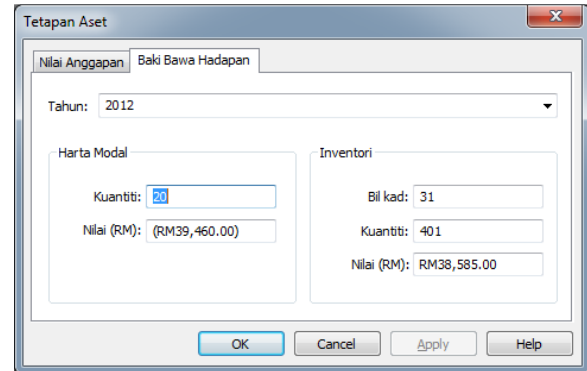 Tetapan Aset
Nilai Anggapan Baki Bawa Hadapan
Tahun: 2012
Harta Modal
Kuantiti: 20
Nilai (RM): (RM39,460.00)
Inventori
Bil kad: 31
Kuantiti: 401
Nilai (RM): RM38,585.00
OK Cancel Apply Help